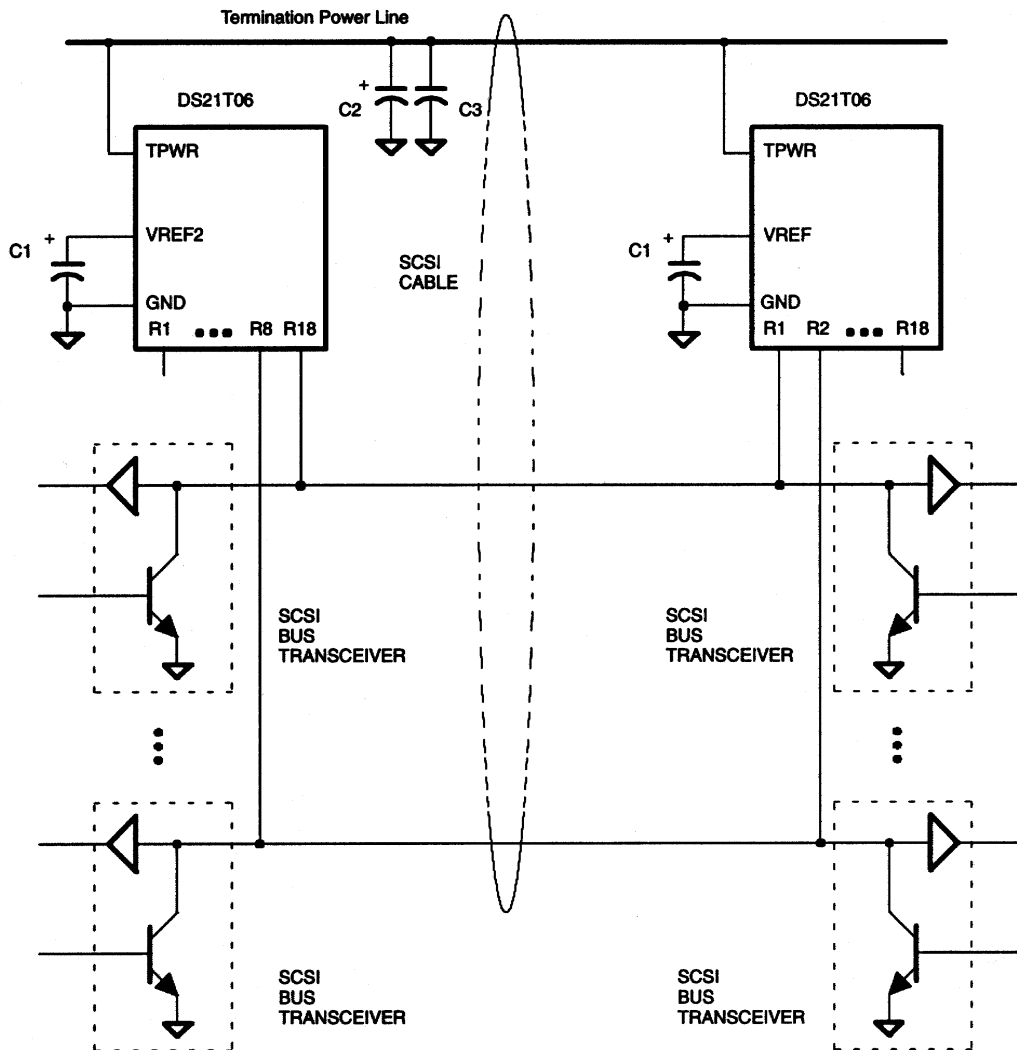 Termination Power Line
DS21T06
+
C2
C3
DS21T06
TPWR
TPWR
+
C1
VREF2
SCSI
CABLE
+
C1
VREF
GND
GND
R1 ••• R8 R18
R1 R2 ••• R18
SCSI
BUS
TRANSCEIVER
SCSI
BUS
TRANSCEIVER
SCSI
BUS
TRANSCEIVER
SCSI
BUS
TRANSCEIVER